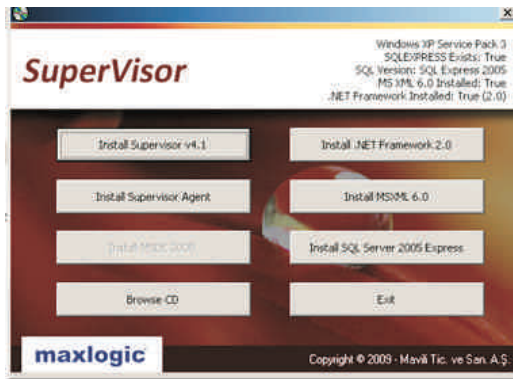 SuperVisor
Windows XP Service Pack 3
SQLEXPRESS Exists: True
SQL Version: SQL Express 2005
MS XML 6.0 Installed: True
.NET Framework Installed: True (2.0)
Install Supervisor v4.1
Install .NET Framework 2.0
Install Supervisor Agent
Install MSXML 6.0
Install MSDE 2000
Install SQL Server 2005 Express
Browse CD
Exit
maxlogic
Copyright © 2009 - Mavili Tic. ve San. A.Ş.